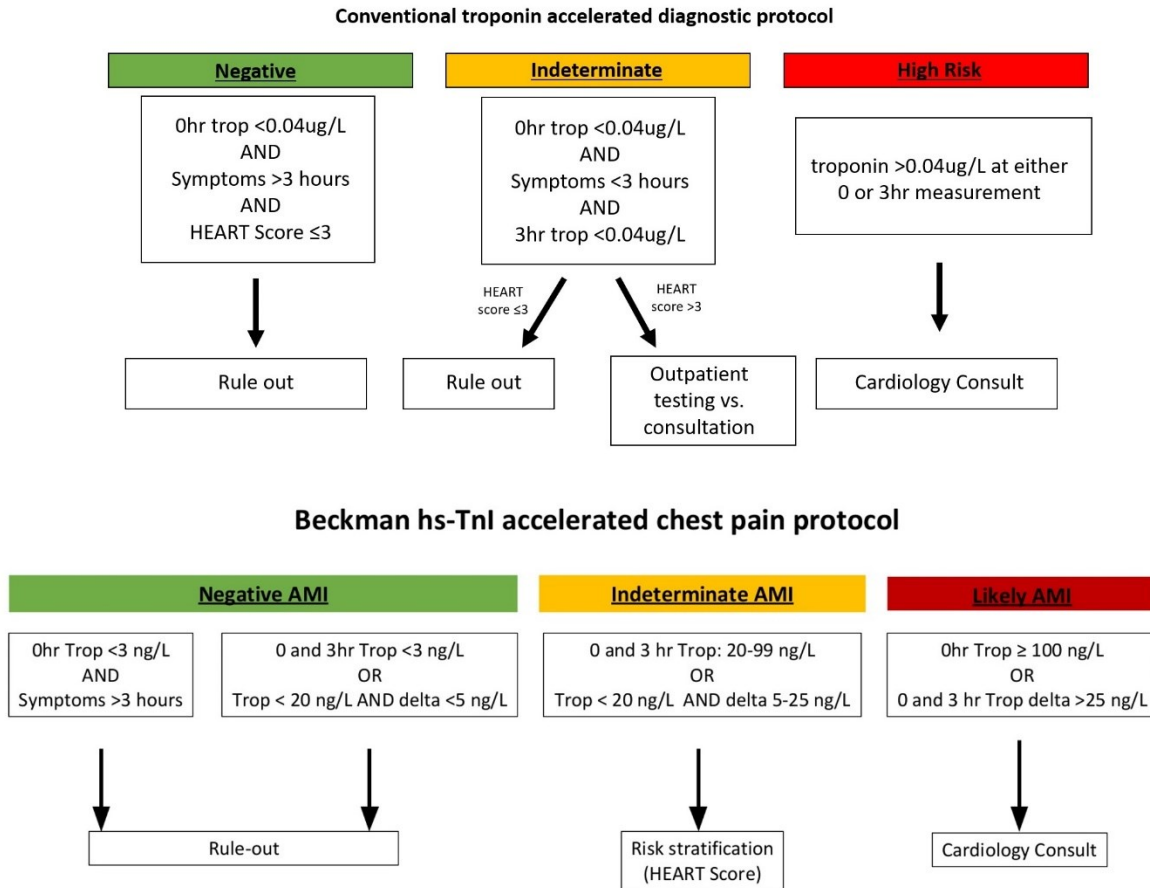 Conventional troponin accelerated diagnostic protocol
Negative
0hr trop <0.04ug/L
AND
Symptoms >3 hours
AND
HEART Score ≤3
Rule out
Indeterminate
0hr trop <0.04ug/L
AND
Symptoms <3 hours
AND
3hr trop <0.04ug/L
HEART
score ≤3
HEART
score >3
Rule out
Outpatient
testing vs.
consultation
High Risk
troponin >0.04ug/L at either
0 or 3hr measurement
Cardiology Consult
Beckman hs-TnI accelerated chest pain protocol
Negative AMI
0hr Trop <3 ng/L
AND
Symptoms >3 hours
0 and 3hr Trop <3 ng/L
OR
Trop < 20 ng/L AND delta <5 ng/L
Rule-out
Indeterminate AMI
0 and 3 hr Trop: 20-99 ng/L
OR
Trop < 20 ng/L AND delta 5-25 ng/L
Risk stratification
(HEART Score)
Likely AMI
0hr Trop ≥ 100 ng/L
OR
0 and 3 hr Trop delta >25 ng/L
Cardiology Consult